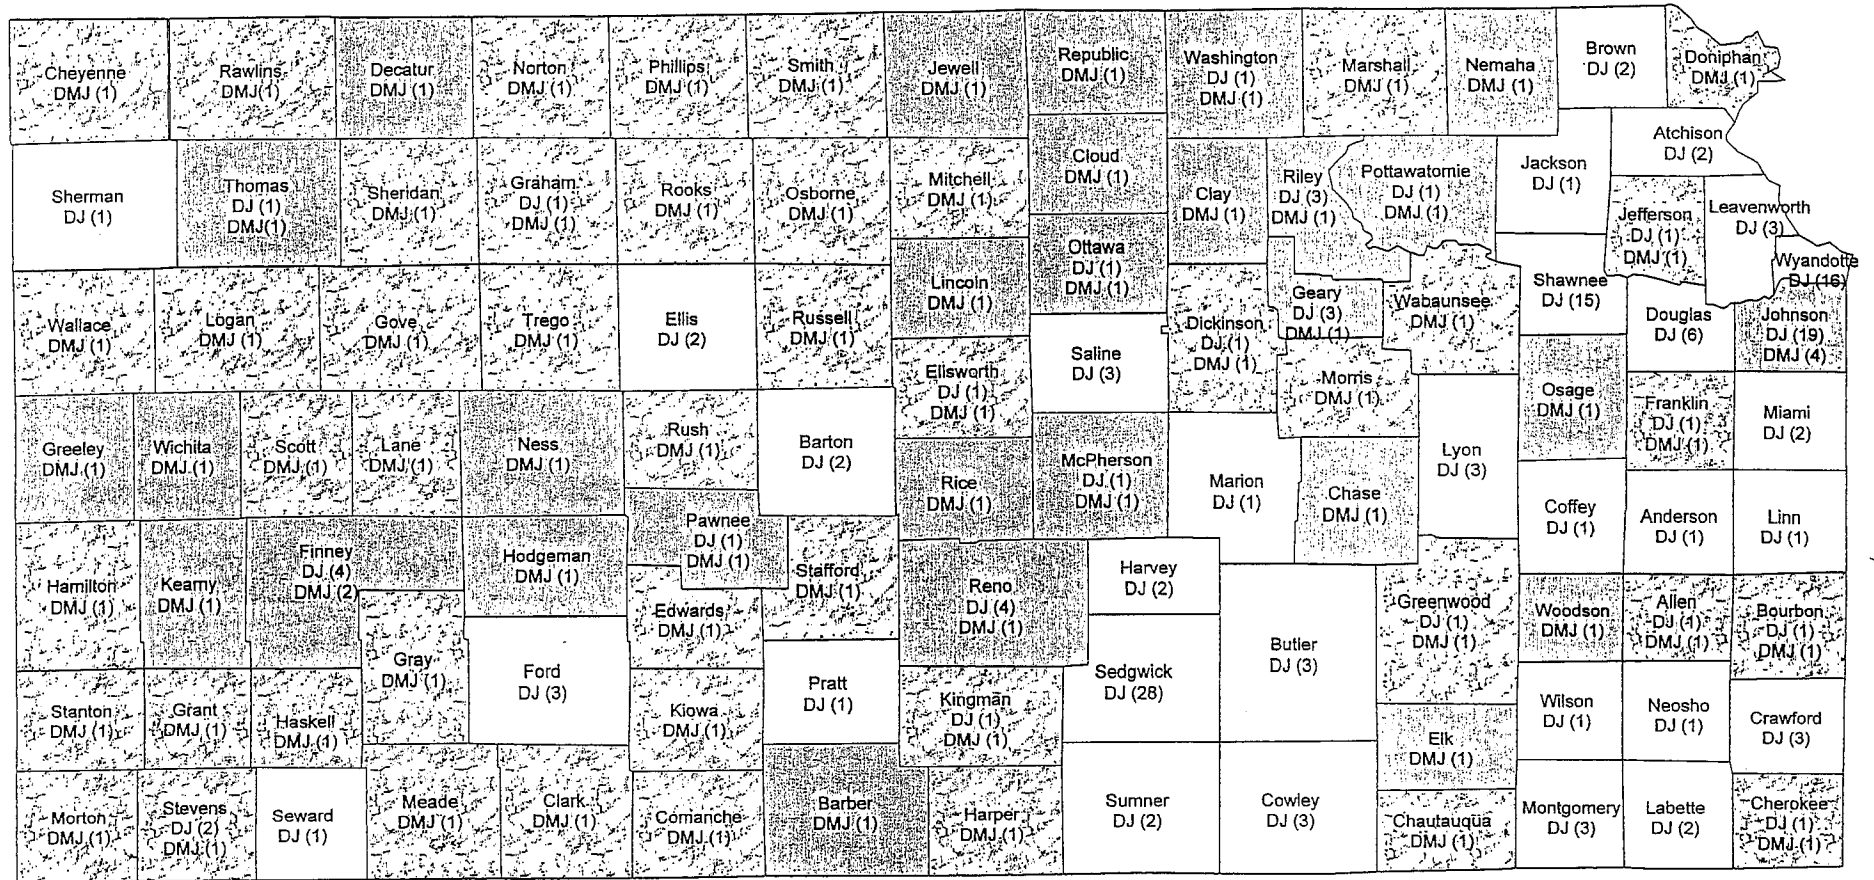 Cheyenne
DMJ (1)
Rawlins
DMJ(1)
Decatur
DMJ (1)
Norton
DMJ (1)
Phillips
DMJ (1)
Smith
DMJ (1)
Jewell
DMJ (1)
Republic
DMJ (1)
Washington
DJ (1)
DMJ (1)
Marshall
DMJ (1)
Nemaha
DMJ (1)
Brown
DJ (2)
Doniphan
DMJ (1)
Sherman
DJ (1)
Thomas
DJ (1)
DMJ(1)
Sheridan
DMJ (1)
Graham
DJ (1)
DMJ (1)
Rooks
DMJ (1)
Osborne
DMJ (1)
Mitchell
DMJ (1)
Cloud
DMJ (1)
Clay
DMJ (1)
Riley
DJ (3)
DMJ (1)
Pottawatomie
DJ (1)
DMJ (1)
Jackson
DJ (1)
Atchison
DJ (2)
Jefferson
DJ (1)
DMJ (1)
Leavenworth
DJ (3)
Wyandotte
DJ (16)
Wallace
DMJ (1)
Logan
DMJ (1)
Gove
DMJ (1)
Trego
DMJ (1)
Ellis
DJ (2)
Russell
DMJ (1)
Lincoln
DMJ (1)
Ottawa
DJ (1)
DMJ (1)
Saline
DJ (3)
Dickinson
DJ (1)
DMJ (1)
Geary
DJ (3)
DMJ (1)
Wabaunsee
DMJ (1)
Shawnee
DJ (15)
Douglas
DJ (6)
Johnson
DJ (19)
DMJ (4)
Greeley
DMJ (1)
Wichita
DMJ (1)
Scott
DMJ (1)
Lane
DMJ (1)
Ness
DMJ (1)
Rush
DMJ (1)
Barton
DJ (2)
Ellsworth
DJ (1)
DMJ (1)
Rice
DMJ (1)
McPherson
DJ (1)
DMJ (1)
Marion
DJ (1)
Morris
DMJ (1)
Chase
DMJ (1)
Lyon
DJ (3)
Osage
DMJ (1)
Franklin
DJ (1)
DMJ (1)
Miami
DJ (2)
Hamilton
DMJ (1)
Kearny
DMJ (1)
Finney
DJ (4)
DMJ (2)
Hodgeman
DMJ (1)
Pawnee
DJ (1)
DMJ (1)
Stafford
DMJ (1)
Edwards
DMJ (1)
Reno
DJ (4)
DMJ (1)
Harvey
DJ (2)
Coffey
DJ (1)
Anderson
DJ (1)
Linn
DJ (1)
Gray
DMJ (1)
Ford
DJ (3)
Pratt
DJ (1)
Sedgwick
DJ (28)
Butler
DJ (3)
Greenwood
DJ (1)
DMJ (1)
Woodson
DMJ (1)
Allen
DJ (1)
DMJ (1)
Bourbon
DJ (1)
DMJ (1)
Stanton
DMJ (1)
Grant
DMJ (1)
Haskell
DMJ (1)
Kiowa
DMJ (1)
Kingman
DJ (1)
DMJ (1)
Elk
DMJ (1)
Wilson
DJ (1)
Neosho
DJ (1)
Crawford
DJ (3)
Morton
DMJ (1)
Stevens
DJ (2)
DMJ (1)
Seward
DJ (1)
Meade
DMJ (1)
Clark
DMJ (1)
Comanche
DMJ (1)
Barber
DMJ (1)
Harper
DMJ (1)
Sumner
DJ (2)
Cowley
DJ (3)
Chautauqua
DMJ (1)
Montgomery
DJ (3)
Labette
DJ (2)
Cherokee
DJ (1)
DMJ (1)